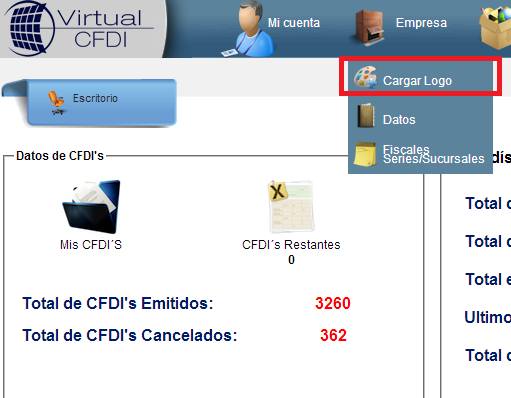 Virtual
CFDI
Mi cuenta
Empresa
Cargar Logo
Escritorio
Datos
Fiscales
Series/Sucursales
Datos de CFDI's
Mis CFDI´S
CFDI´s Restantes
0
Total de CFDI's Emitidos: 3260
Total de CFDI's Cancelados: 362
Total d
Total d
Total e
Ultimo
Total d